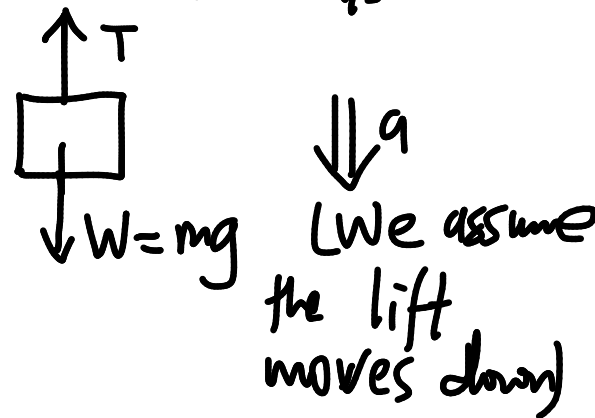 T
a
W = mg
(We assume
the lift
moves down)